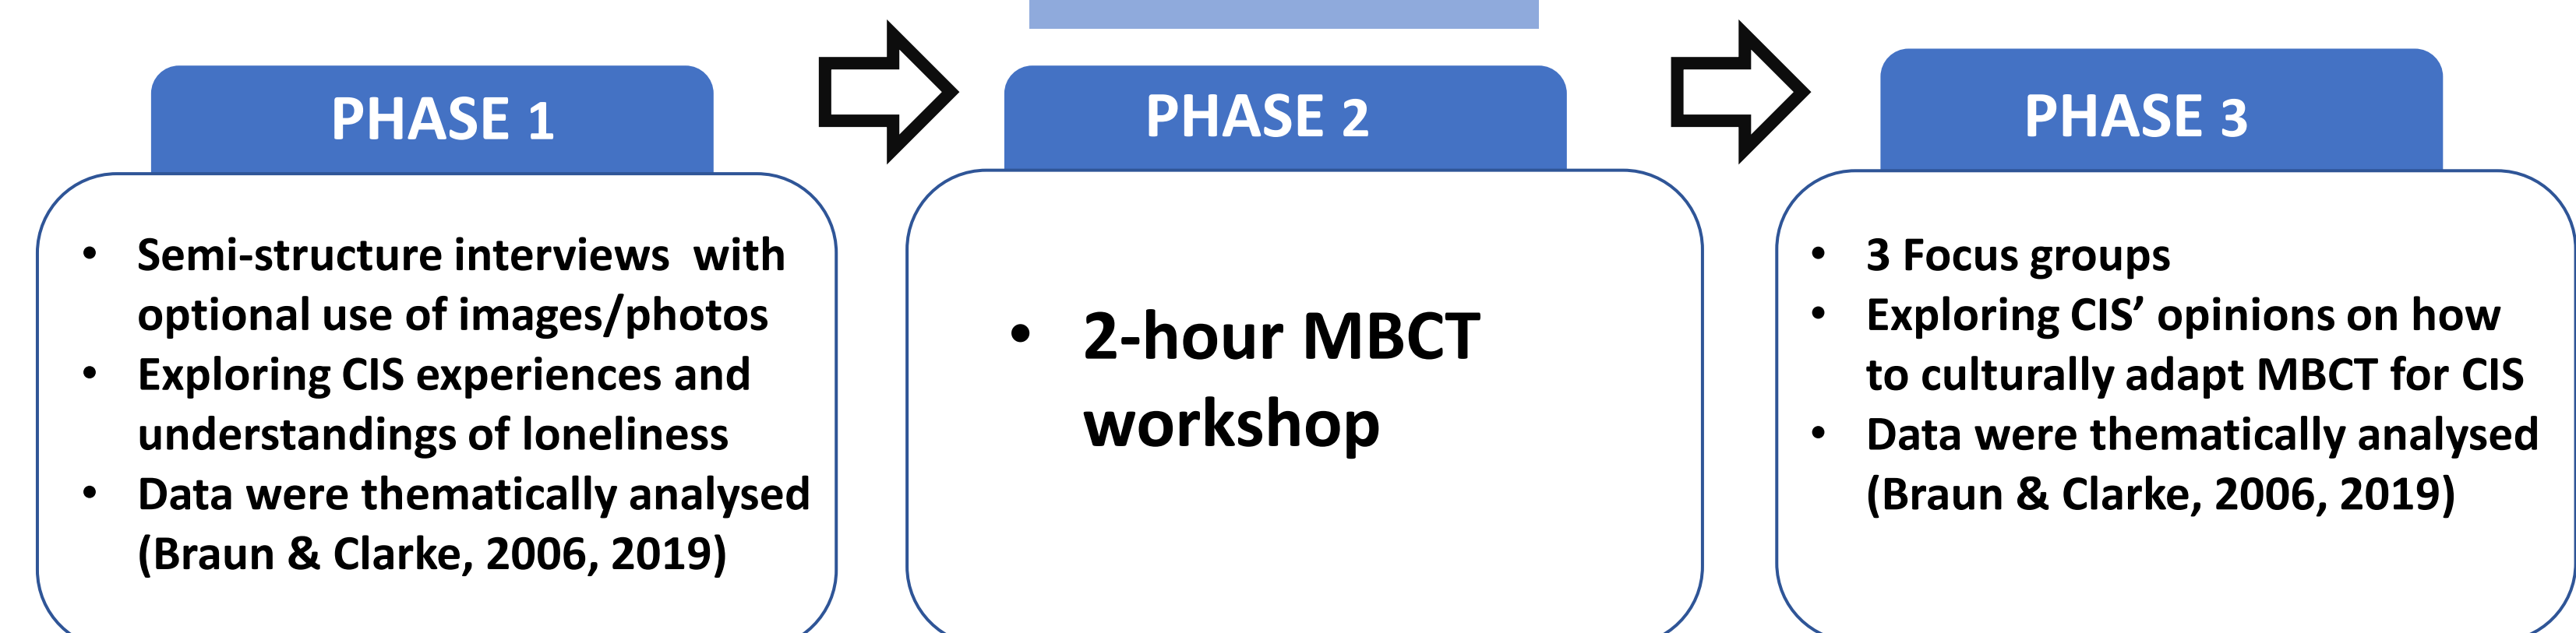 PHASE 1
• Semi-structure interviews  with
optional use of images/photos
• Exploring CIS experiences and
understandings of loneliness
• Data were thematically analysed
(Braun & Clarke, 2006, 2019)
PHASE 2
• 2-hour MBCT
workshop
PHASE 3
• 3 Focus groups
• Exploring CIS’ opinions on how
to culturally adapt MBCT for CIS
• Data were thematically analysed
(Braun & Clarke, 2006, 2019)